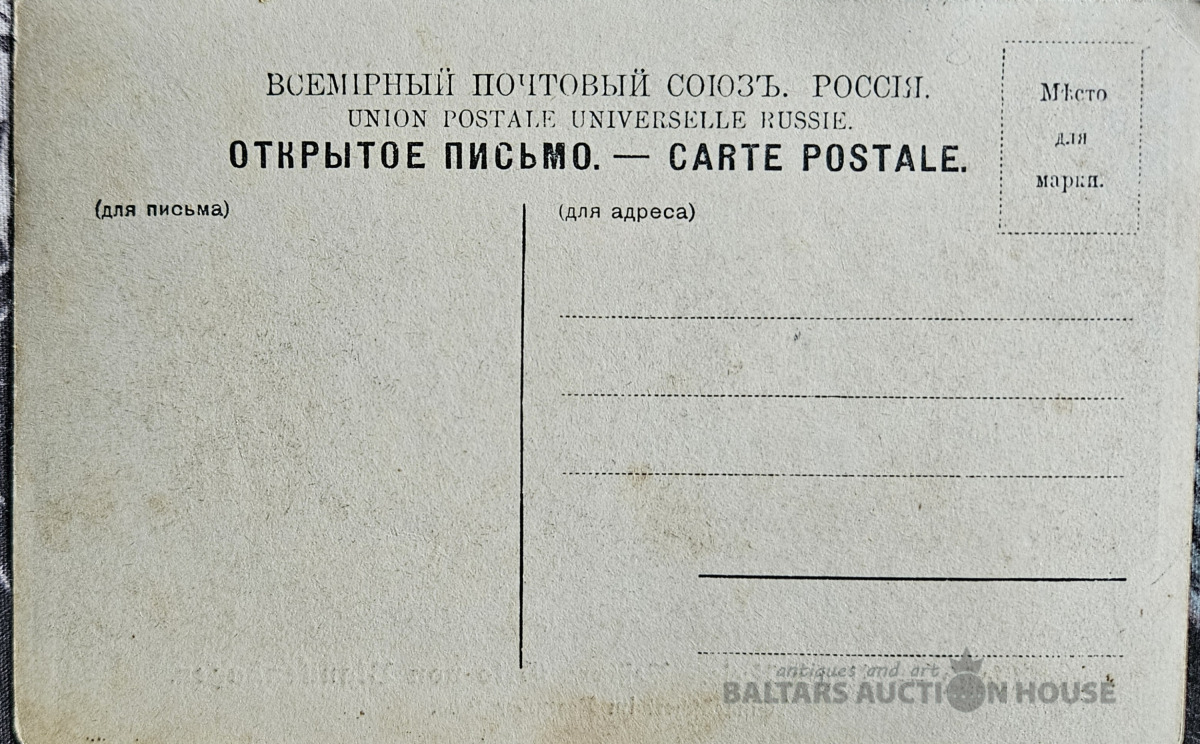 ВСЕМІРНЫЙ ПОЧТОВЫЙ СОЮЗЪ. РОССІЯ.
UNION POSTALE UNIVERSELLE RUSSIE.
ОТКРЫТОЕ ПИСЬМО. — CARTE POSTALE.
Мѣсто
для
марки.
(для письма)
(для адреса)
antiques and art
BALTARS AUCTION HOUSE